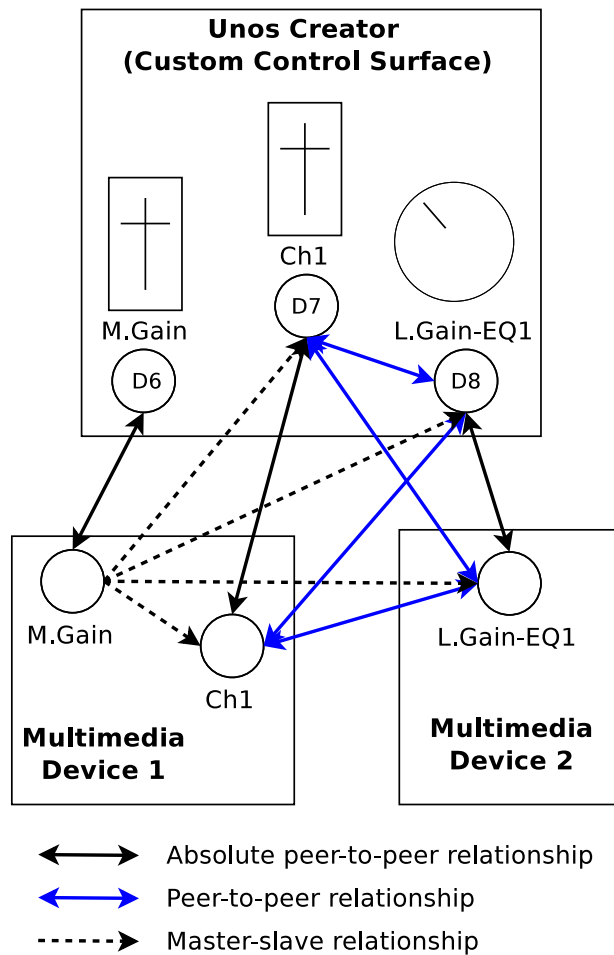 Unos Creator
(Custom Control Surface)
Ch1
D7
M.Gain
L.Gain-EQ1
D6
D8
M.Gain
L.Gain-EQ1
Ch1
Multimedia
Device 1
Multimedia
Device 2
Absolute peer-to-peer relationship
Peer-to-peer relationship
Master-slave relationship